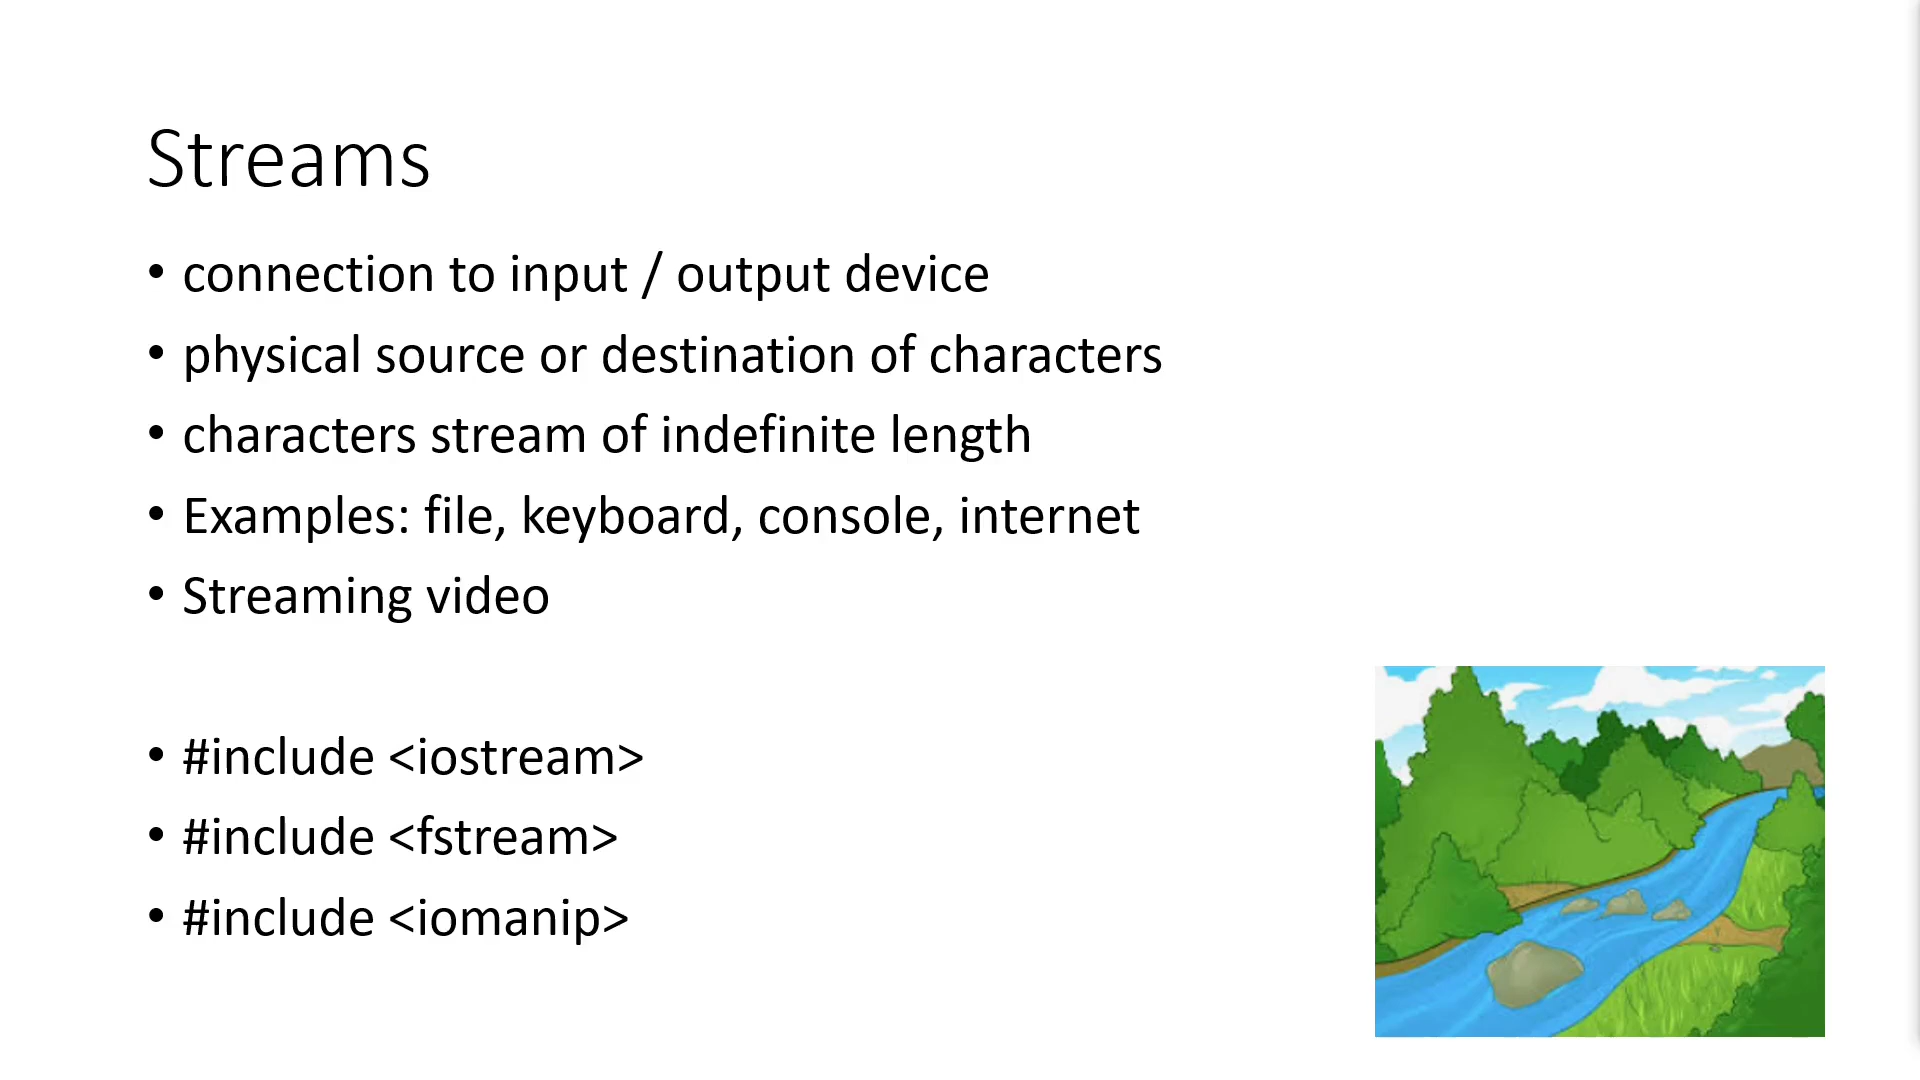 Streams
• connection to input / output device
• physical source or destination of characters
• characters stream of indefinite length
• Examples: file, keyboard, console, internet
• Streaming video
• #include <iostream>
• #include <fstream>
• #include <iomanip>